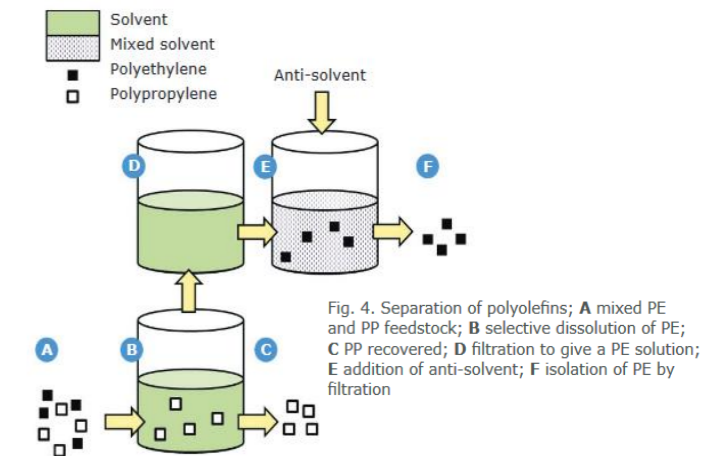 Solvent
Mixed solvent
Polyethylene
Polypropylene
Anti-solvent
D
E
F
A
B
C
Fig. 4. Separation of polyolefins; A mixed PE
and PP feedstock; B selective dissolution of PE;
C PP recovered; D filtration to give a PE solution;
E addition of anti-solvent; F isolation of PE by
filtration